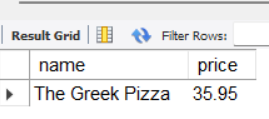 Result Grid Filter Rows:
name price
The Greek Pizza 35.95